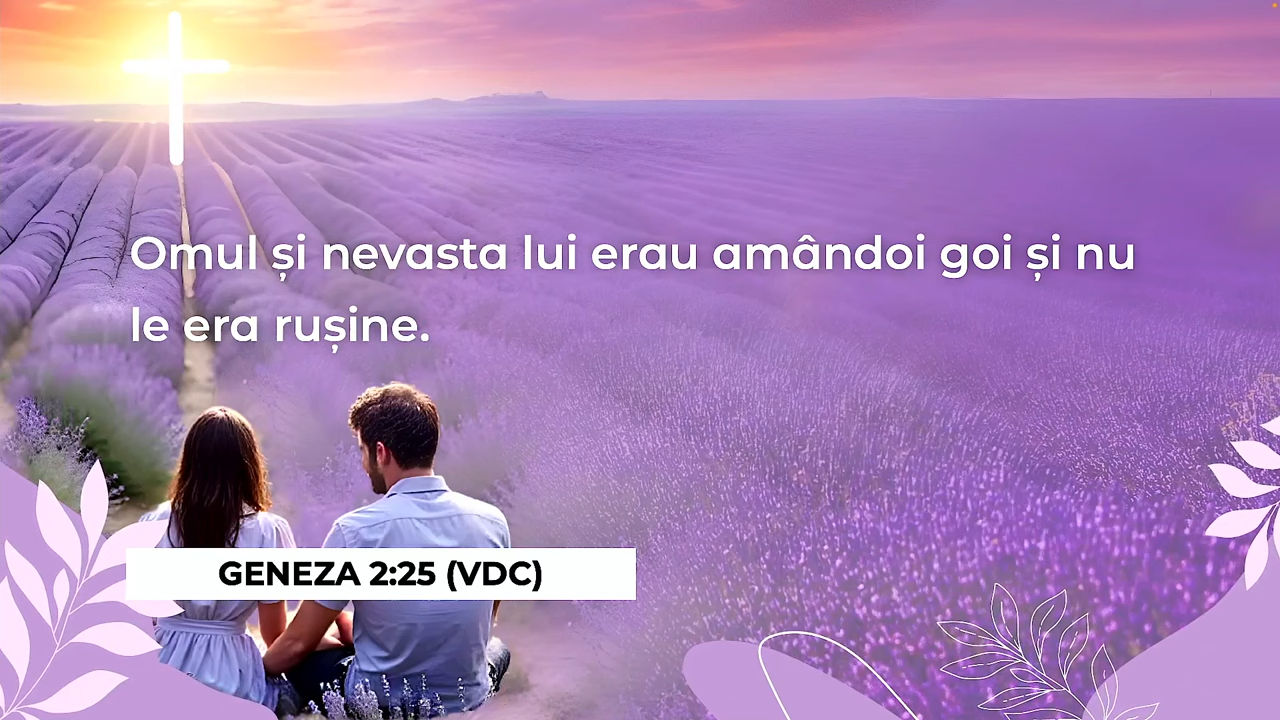 Omul și nevasta lui erau amândoi goi și nu
le era rușine.
GENEZA 2:25 (VDC)